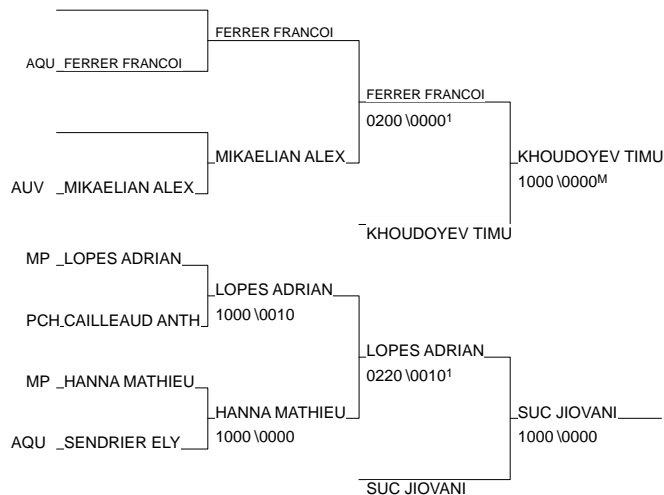 FERRER FRANCOI
AQU FERRER FRANCOI
FERRER FRANCOI
0200 \0000¹
MIKAELIAN ALEX
KHOUDOYEV TIMU
1000 \0000ᴹ
AUV MIKAELIAN ALEX
KHOUDOYEV TIMU
MP LOPES ADRIAN
LOPES ADRIAN
1000 \0010
PCH CAILLEAUD ANTH
LOPES ADRIAN
0220 \0010¹
MP HANNA MATHIEU
HANNA MATHIEU
1000 \0000
SUC JIOVANI
1000 \0000
AQU SENDRIER ELY
SUC JIOVANI